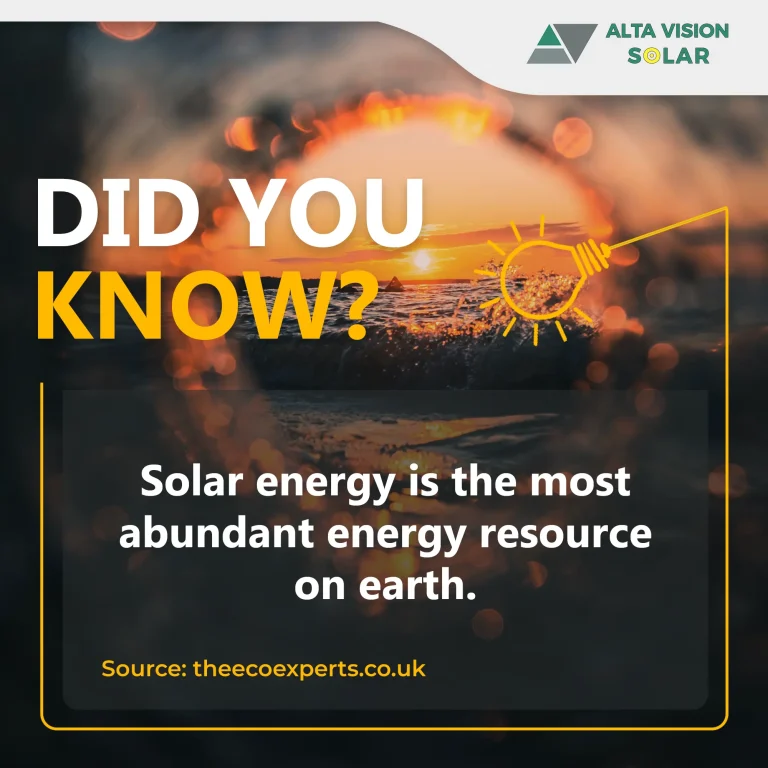 ALTA VISION
SOLAR
DID YOU
KNOW?
Solar energy is the most
abundant energy resource
on earth.
Source: theecoexperts.co.uk